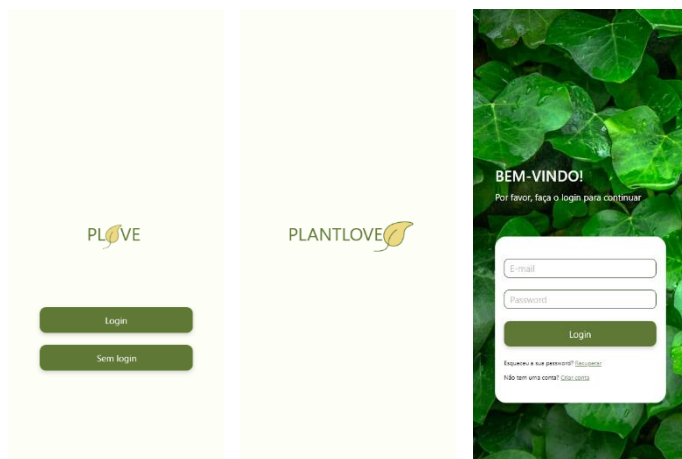 PLOVE
Login
Sem login
PLANTLOVE
BEM-VINDO!
Por favor, faça o login para continuar
E-mail
Password
Login
Esqueceu a sua password? Recuperar
Não tem uma conta? Criar conta